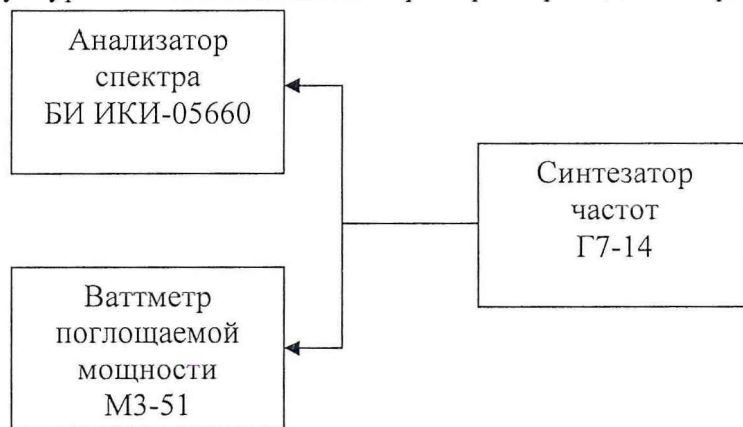 Анализатор
спектра
БИ ИКИ-05660
Синтезатор
частот
Г7-14
Ваттметр
поглощаемой
мощности
М3-51